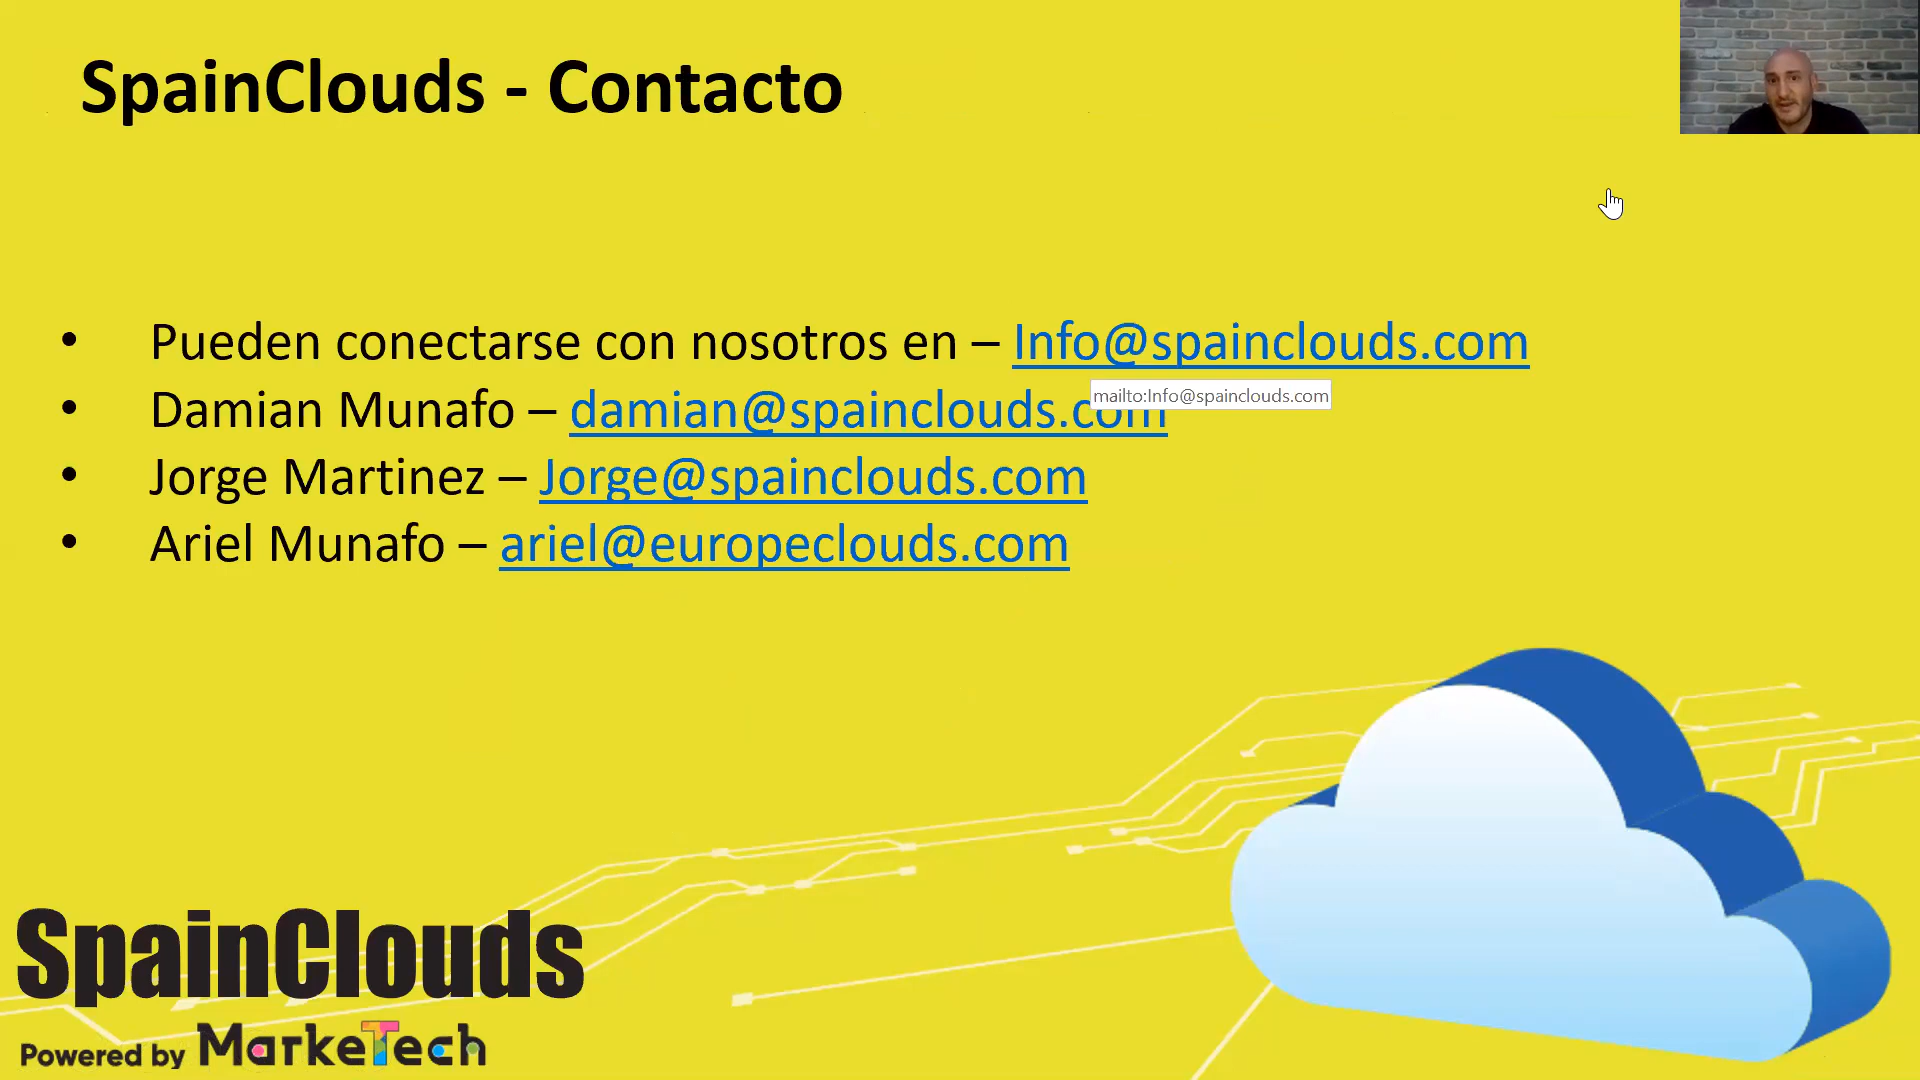 SpainClouds - Contacto
• Pueden conectarse con nosotros en – Info@spainclouds.com
mailto:Info@spainclouds.com
• Damian Munafo – damian@spainclouds.com
• Jorge Martinez – Jorge@spainclouds.com
• Ariel Munafo – ariel@europeclouds.com
SpainClouds
Powered by MarkeTech